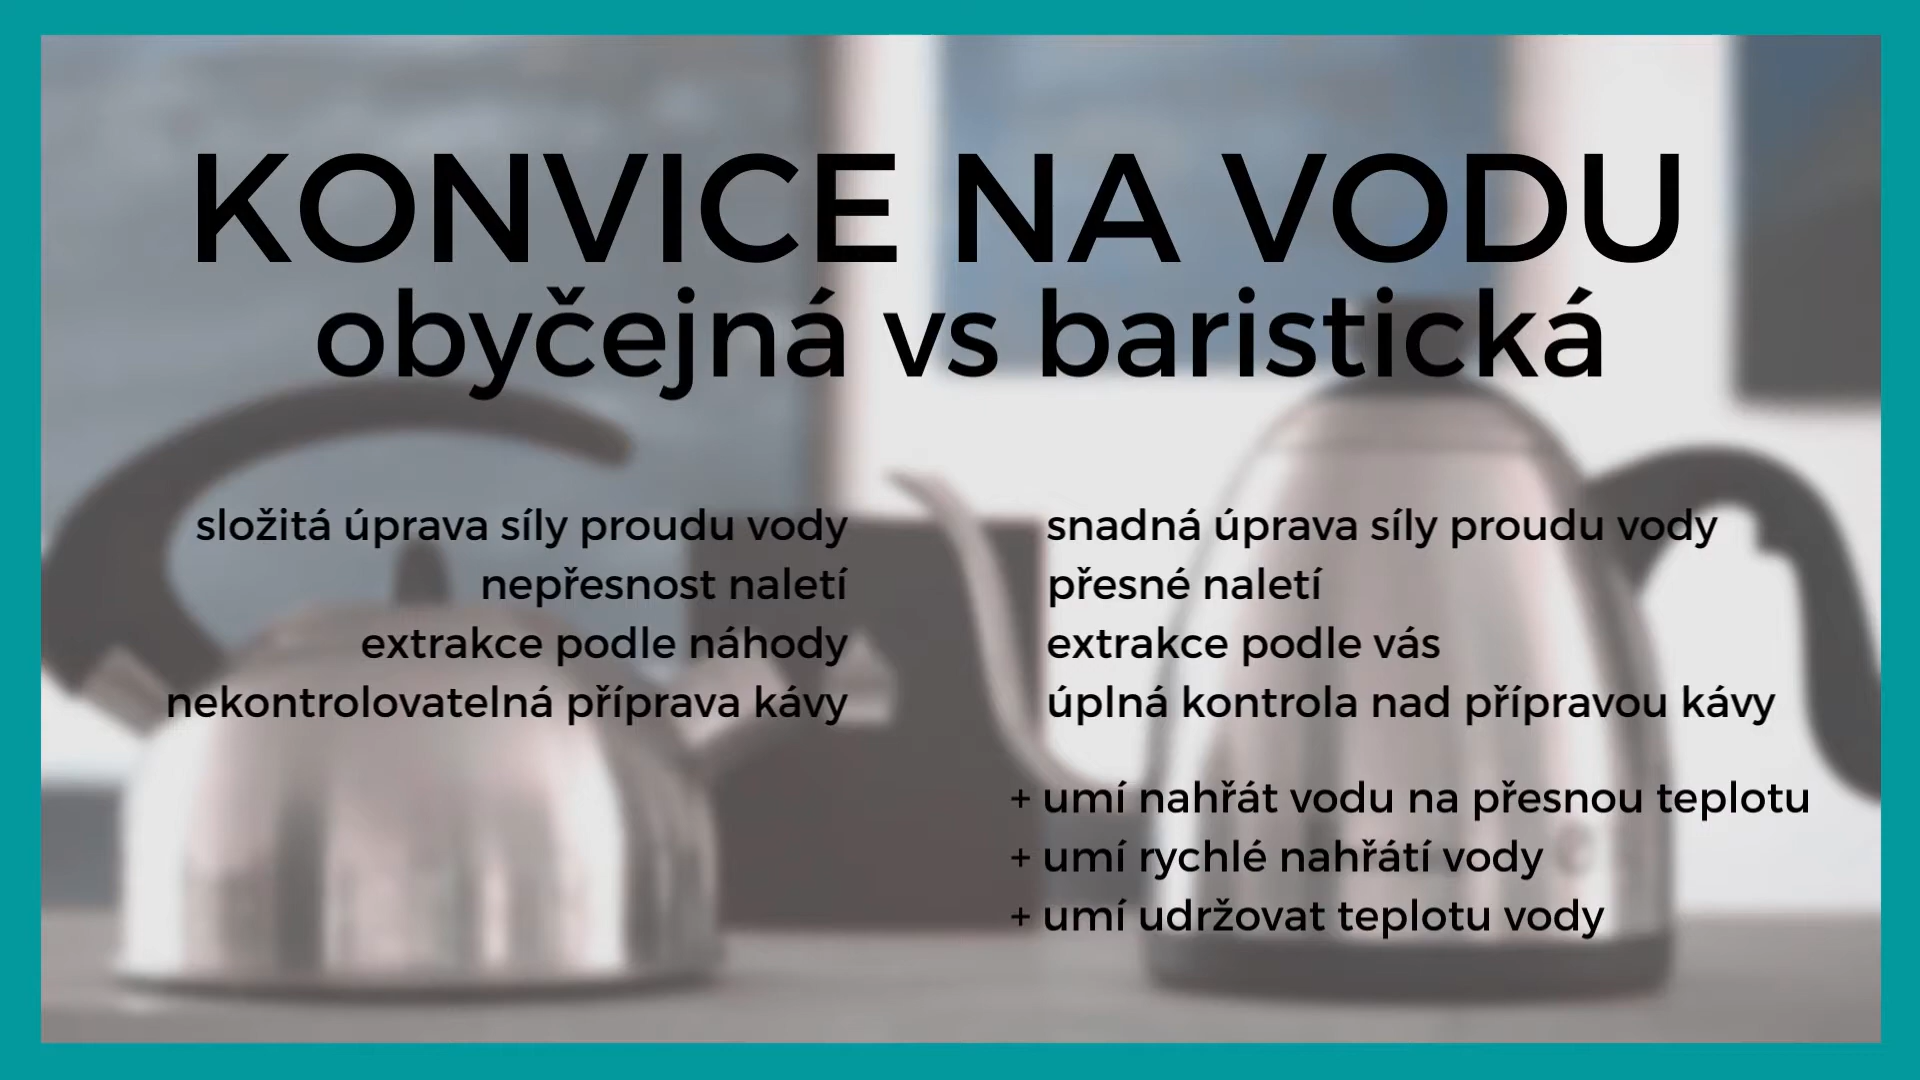 KONVICE NA VODU
obyčejná vs baristická
složitá úprava síly proudu vody
nepřesnost naletí
extrakce podle náhody
nekontrolovatelná příprava kávy
snadná úprava síly proudu vody
přesné naletí
extrakce podle vás
úplná kontrola nad přípravou kávy
+ umí nahřát vodu na přesnou teplotu
+ umí rychlé nahřátí vody
+ umí udržovat teplotu vody